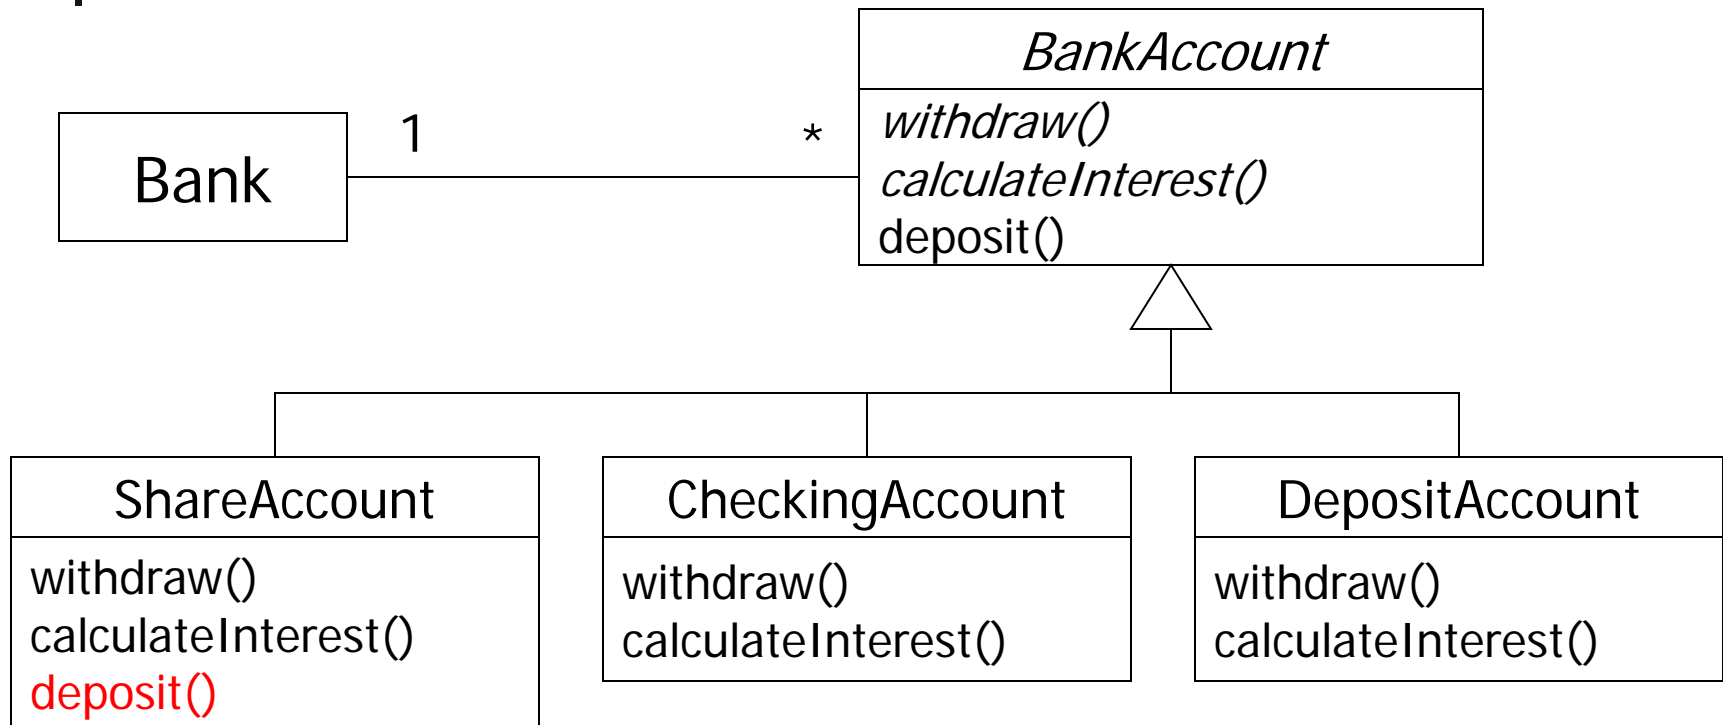 BankAccount
withdraw()
calculateInterest()
deposit()
Bank
1
*
ShareAccount
withdraw()
calculateInterest()
deposit()
CheckingAccount
withdraw()
calculateInterest()
DepositAccount
withdraw()
calculateInterest()